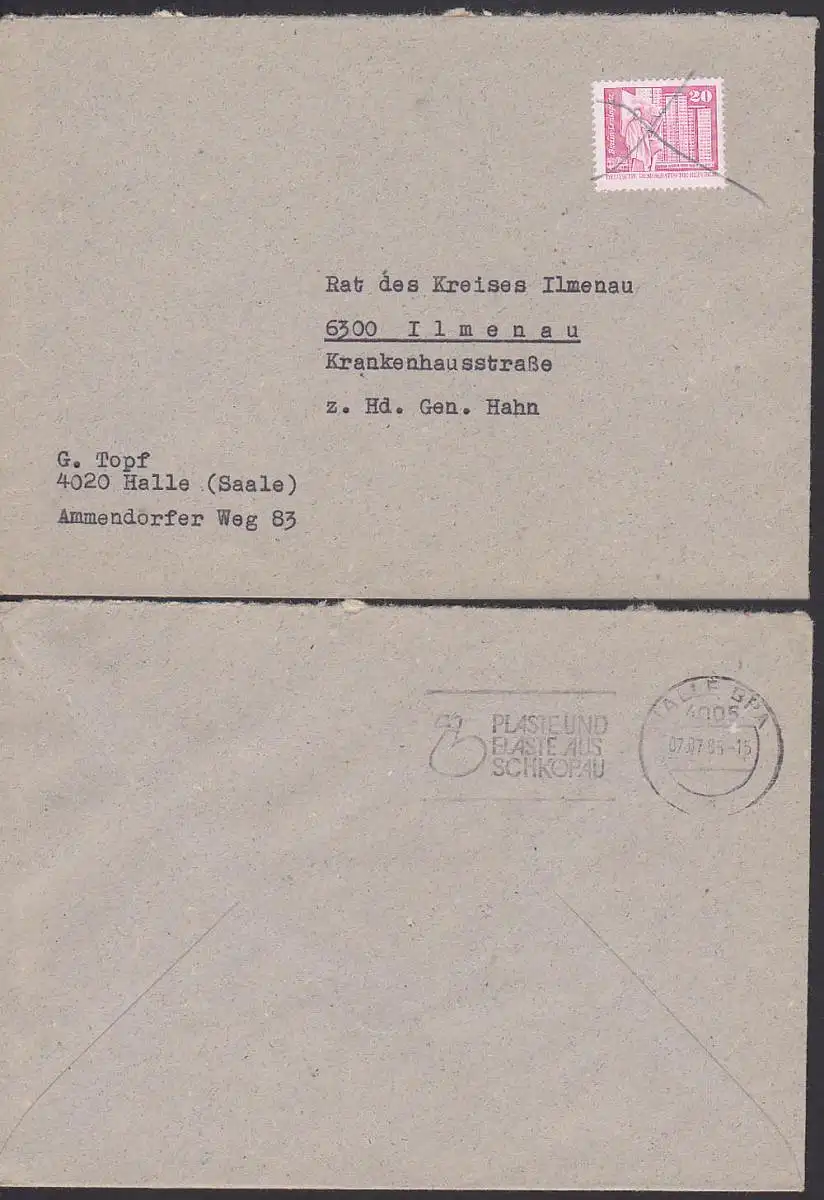 20
Rat des Kreises Ilmenau
6300 Ilmenau
Krankenhausstraße
z. Hd. Gen. Hahn
G. Topf
4020 Halle (Saale)
Ammendorfer Weg 83
PLASTE UND
ELASTE AUS
SCHKOPAU
HALLE BPA
4005